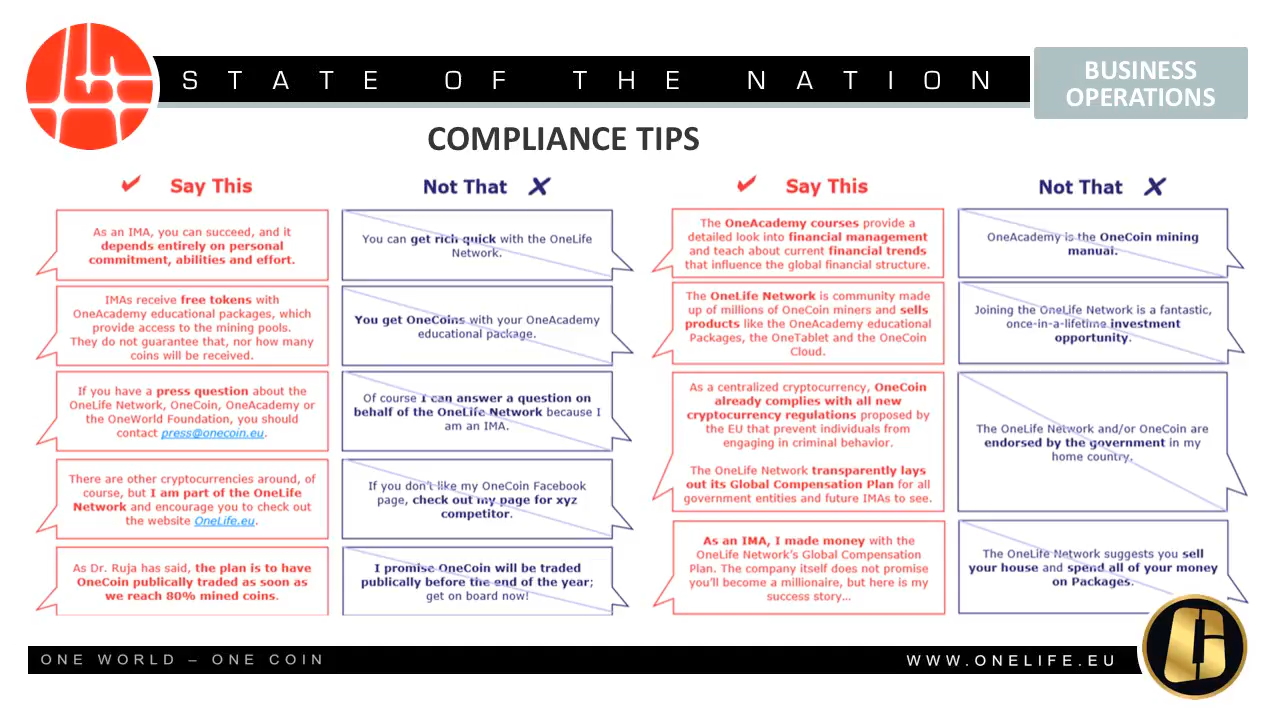 STATE OF THE NATION
BUSINESS
OPERATIONS
COMPLIANCE TIPS
Say This
Not That
As an IMA, you can succeed, and it
depends entirely on personal
commitment, abilities and effort.
You can get rich quick with the OneLife
Network.
IMAs receive free tokens with
OneAcademy educational packages, which
provide access to the mining pools.
They do not guarantee that, nor how many
coins will be received.
You get OneCoins with your OneAcademy
educational package.
If you have a press question about the
OneLife Network, OneCoin, OneAcademy or
the OneWorld Foundation, you should
contact press@onecoin.eu.
Of course I can answer a question on
behalf of the OneLife Network because I
am an IMA.
There are other cryptocurrencies around, of
course, but I am part of the OneLife
Network and encourage you to check out
the website OneLife.eu.
If you don't like my OneCoin Facebook
page, check out my page for xyz
competitor.
As Dr. Ruja has said, the plan is to have
OneCoin publically traded as soon as
we reach 80% mined coins.
I promise OneCoin will be traded
publically before the end of the year;
get on board now!
Say This
Not That
The OneAcademy courses provide a
detailed look into financial management
and teach about current financial trends
that influence the global financial structure.
OneAcademy is the OneCoin mining
manual.
The OneLife Network is community made
up of millions of OneCoin miners and sells
products like the OneAcademy educational
Packages, the OneTablet and the OneCoin
Cloud.
Joining the OneLife Network is a fantastic,
once-in-a-lifetime investment
opportunity.
As a centralized cryptocurrency, OneCoin
already complies with all new
cryptocurrency regulations proposed by
the EU that prevent individuals from
engaging in criminal behavior.
The OneLife Network transparently lays
out its Global Compensation Plan for all
government entities and future IMAs to see.
The OneLife Network and/or OneCoin are
endorsed by the government in my
home country.
As an IMA, I made money with the
OneLife Network's Global Compensation
Plan. The company itself does not promise
you'll become a millionaire, but here is my
success story...
The OneLife Network suggests you sell
your house and spend all of your money
on Packages.
ONE WORLD – ONE COIN
WWW.ONELIFE.EU